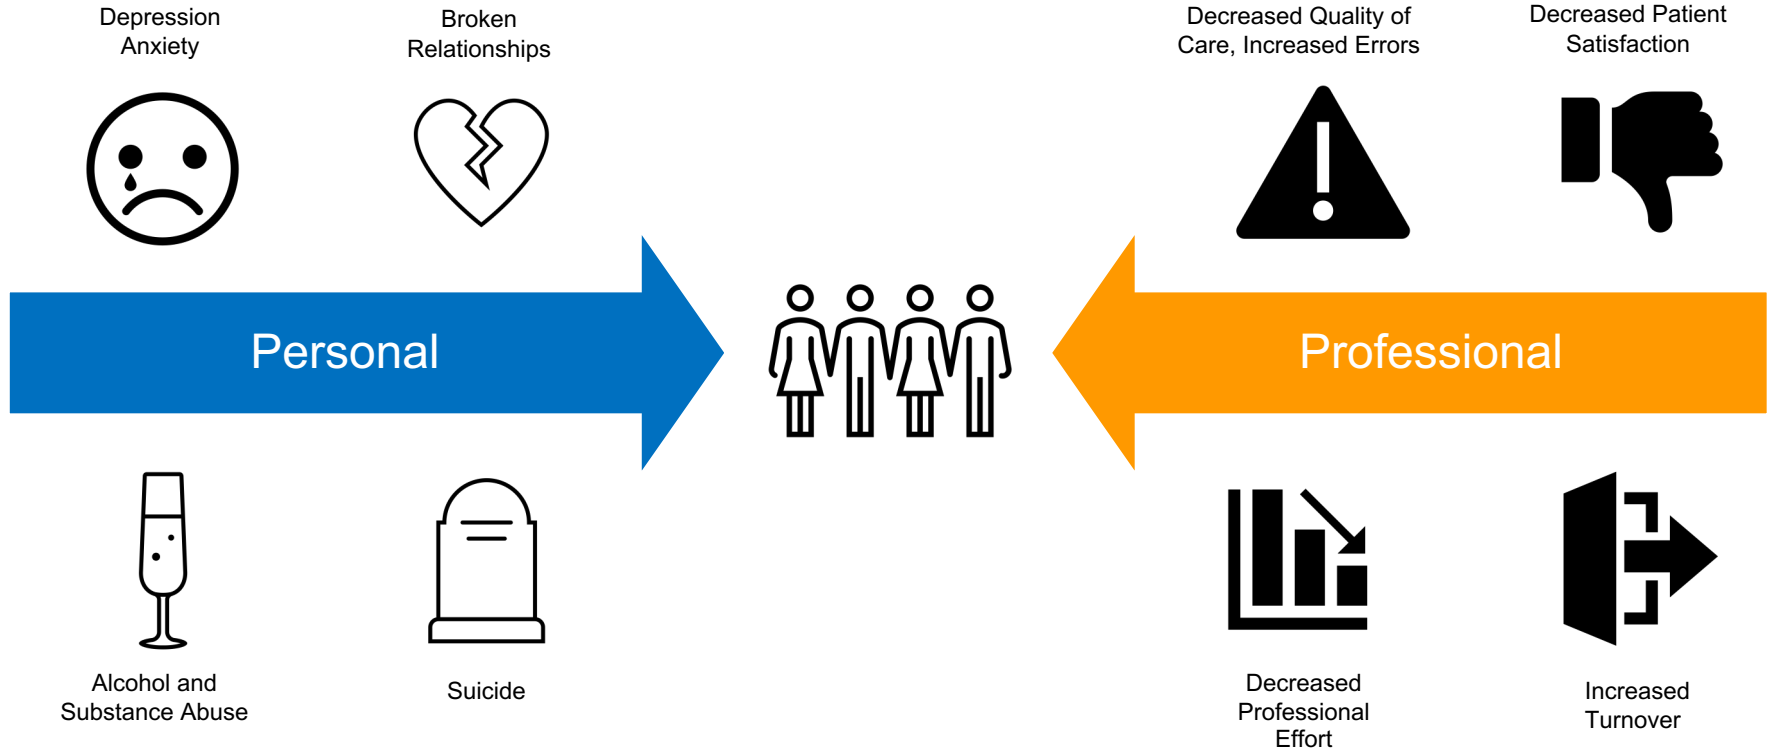 Depression
Anxiety
Broken
Relationships
Decreased Quality of
Care, Increased Errors
Decreased Patient
Satisfaction
Personal
Professional
Alcohol and
Substance Abuse
Suicide
Decreased
Professional
Effort
Increased
Turnover